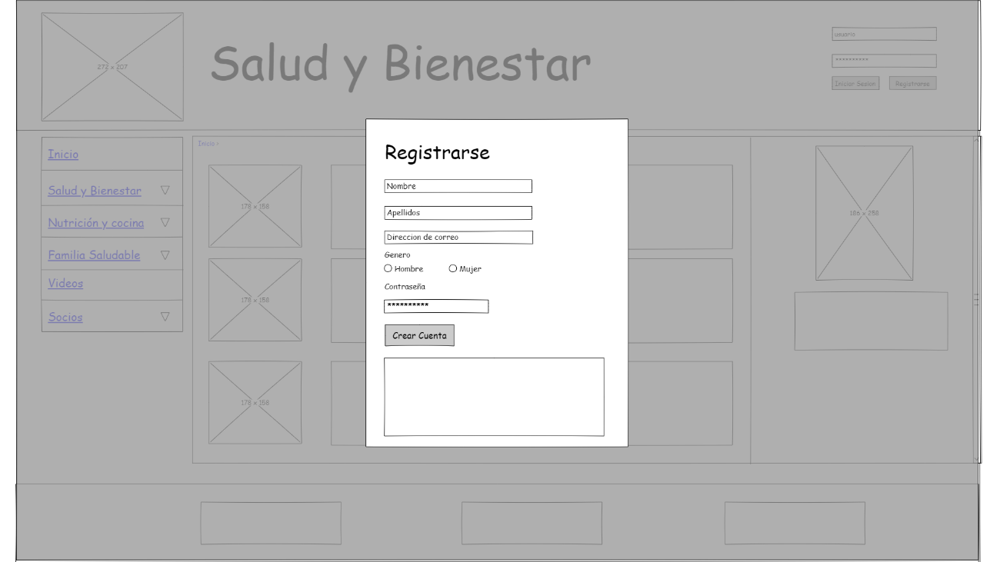 272 x 207
Salud y Bienestar
usuario
**********
Iniciar Sesion
Registrarse
Inicio
Salud y Bienestar
Nutrición y cocina
Familia Saludable
Videos
Socios
Inicio >
178 x 158
178 x 158
178 x 158
Registrarse
Nombre
Apellidos
Direccion de correo
Genero
Hombre Mujer
Contraseña
**********
Crear Cuenta
186 x 258